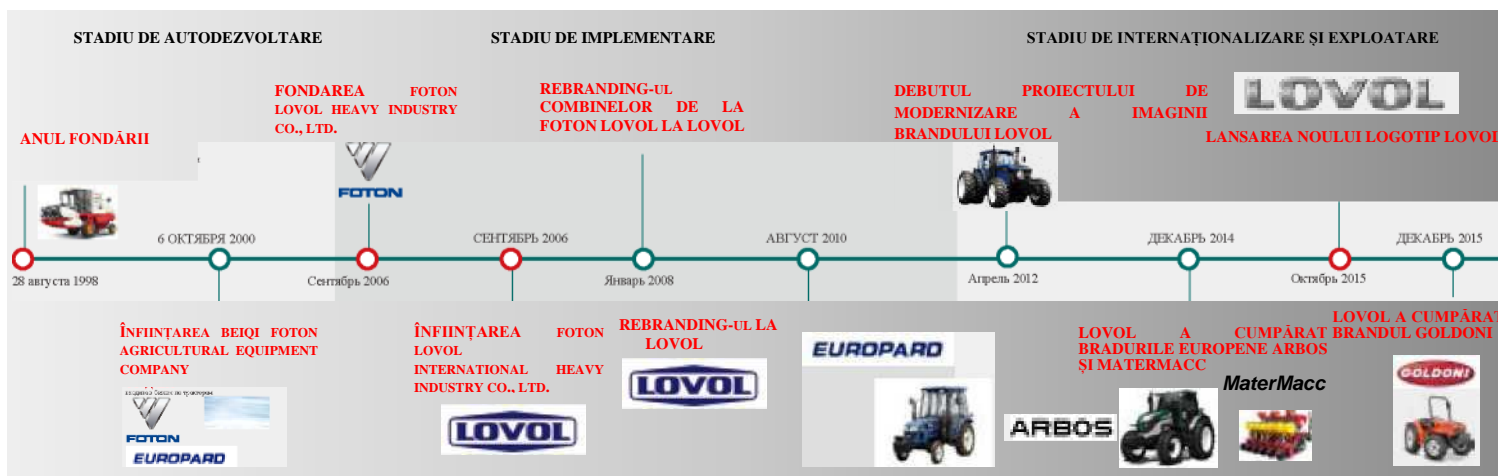 STADIU DE AUTODEZVOLTARE
STADIU DE IMPLEMENTARE
STADIU DE INTERNAȚIONALIZARE ȘI EXPLOATARE
ANUL FONDĂRII
FONDAREA FOTON
LOVOL HEAVY INDUSTRY
CO., LTD.
REBRANDING-UL
COMBINELOR DE LA
FOTON LOVOL LA LOVOL
DEBUTUL PROIECTULUI DE
MODERNIZARE A IMAGINII
BRANDULUI LOVOL
LOVOL
LANSAREA NOULUI LOGOTIP LOVOL
FOTON
6 ОКТЯБРЯ 2000
СЕНТЯБРЬ 2006
АВГУСТ 2010
ДЕКАБРЬ 2014
ДЕКАБРЬ 2015
28 августа 1998
Сентябрь 2006
Январь 2008
Апрель 2012
Октябрь 2015
ÎNFIINȚAREA BEIQI FOTON
AGRICULTURAL EQUIPMENT
COMPANY
FOTON
EUROPARD
ÎNFIINȚAREA FOTON
LOVOL
INTERNATIONAL HEAVY
INDUSTRY CO., LTD.
LOVOL
REBRANDING-UL LA
LOVOL
LOVOL
EUROPARD
LOVOL A CUMPĂRAT
BRADURILE EUROPENE ARBOS
ȘI MATERMACC
MaterMacc
ARBOS
LOVOL A CUMPĂRAT
BRANDUL GOLDONI
GOLDONI